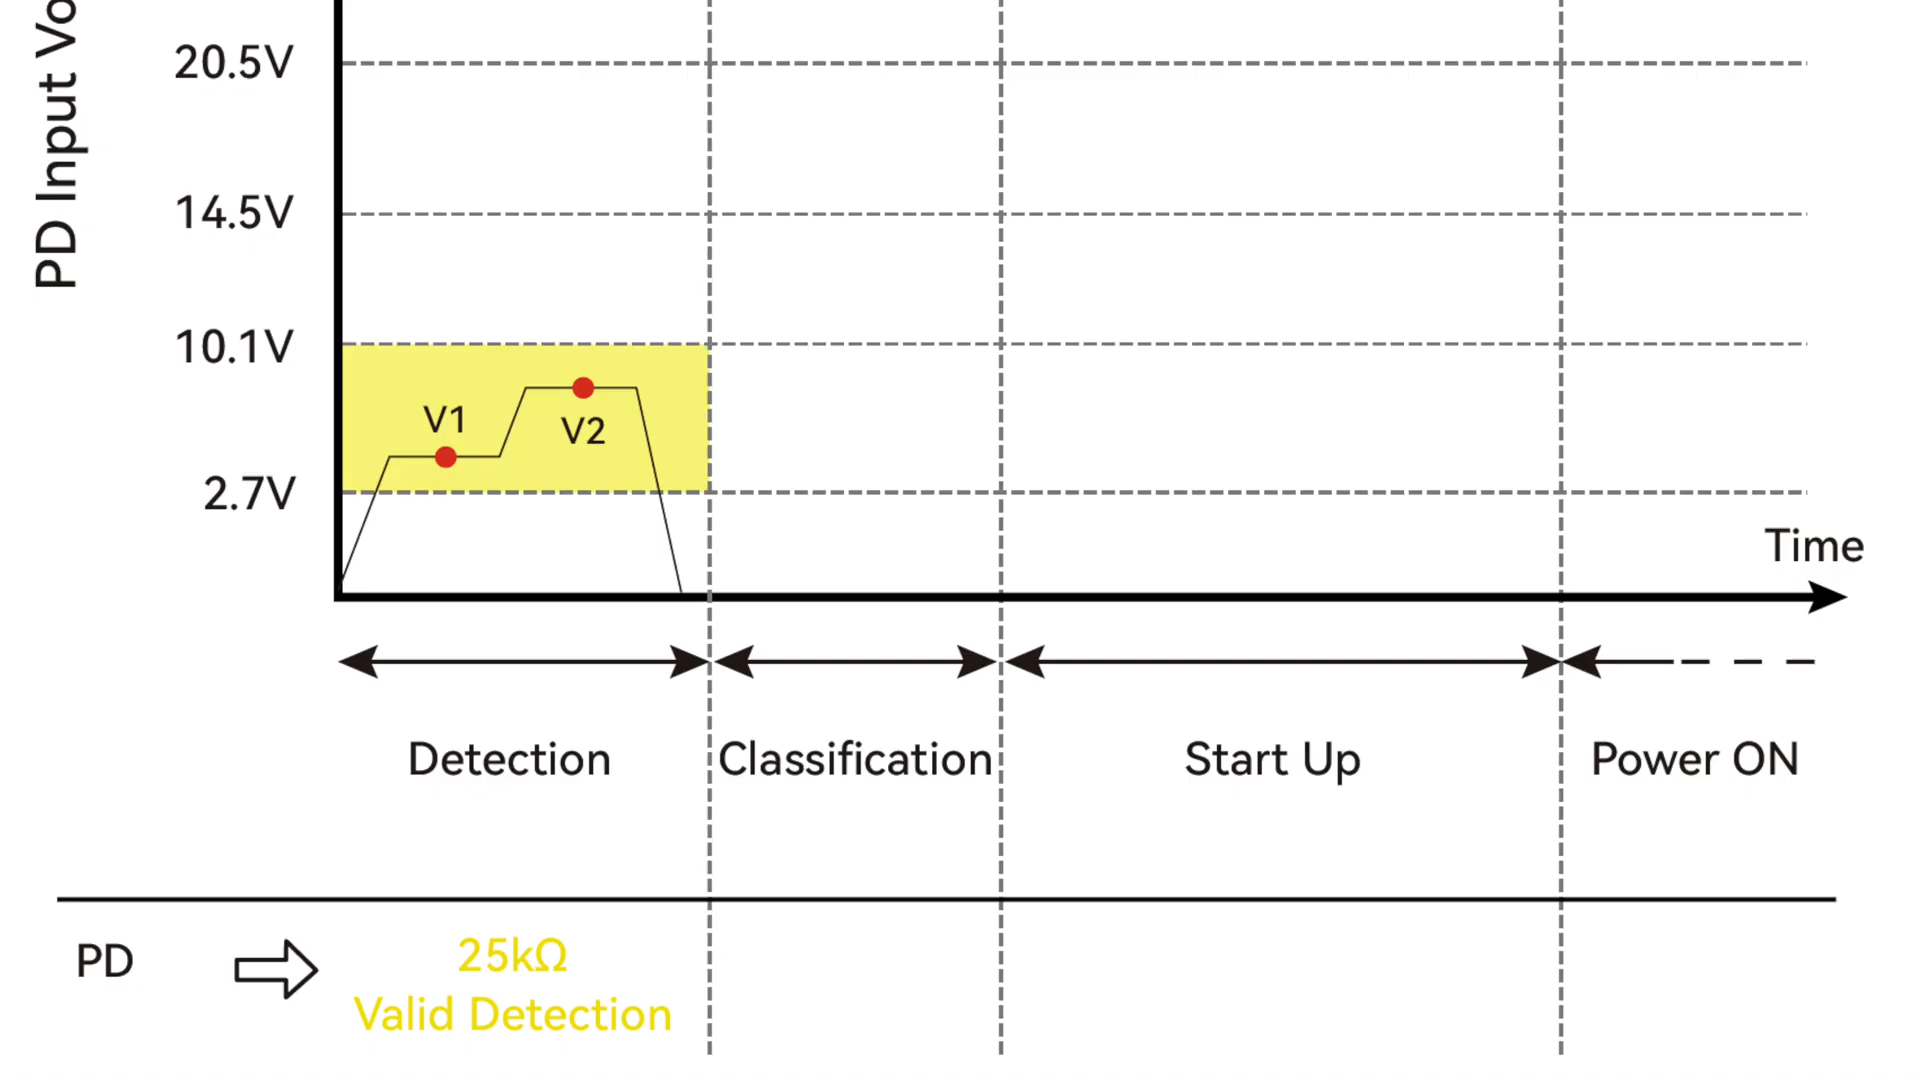 PD Input Vo
20.5V
14.5V
10.1V
2.7V
V1
V2
Time
Detection
Classification
Start Up
Power ON
PD
25kΩ
Valid Detection